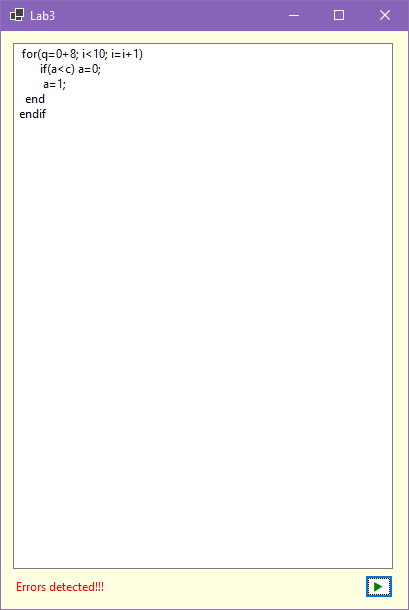 Lab3
for(q=0+8; i<10; i=i+1)
if(a<c) a=0;
a=1;
end
endif
Errors detected!!!